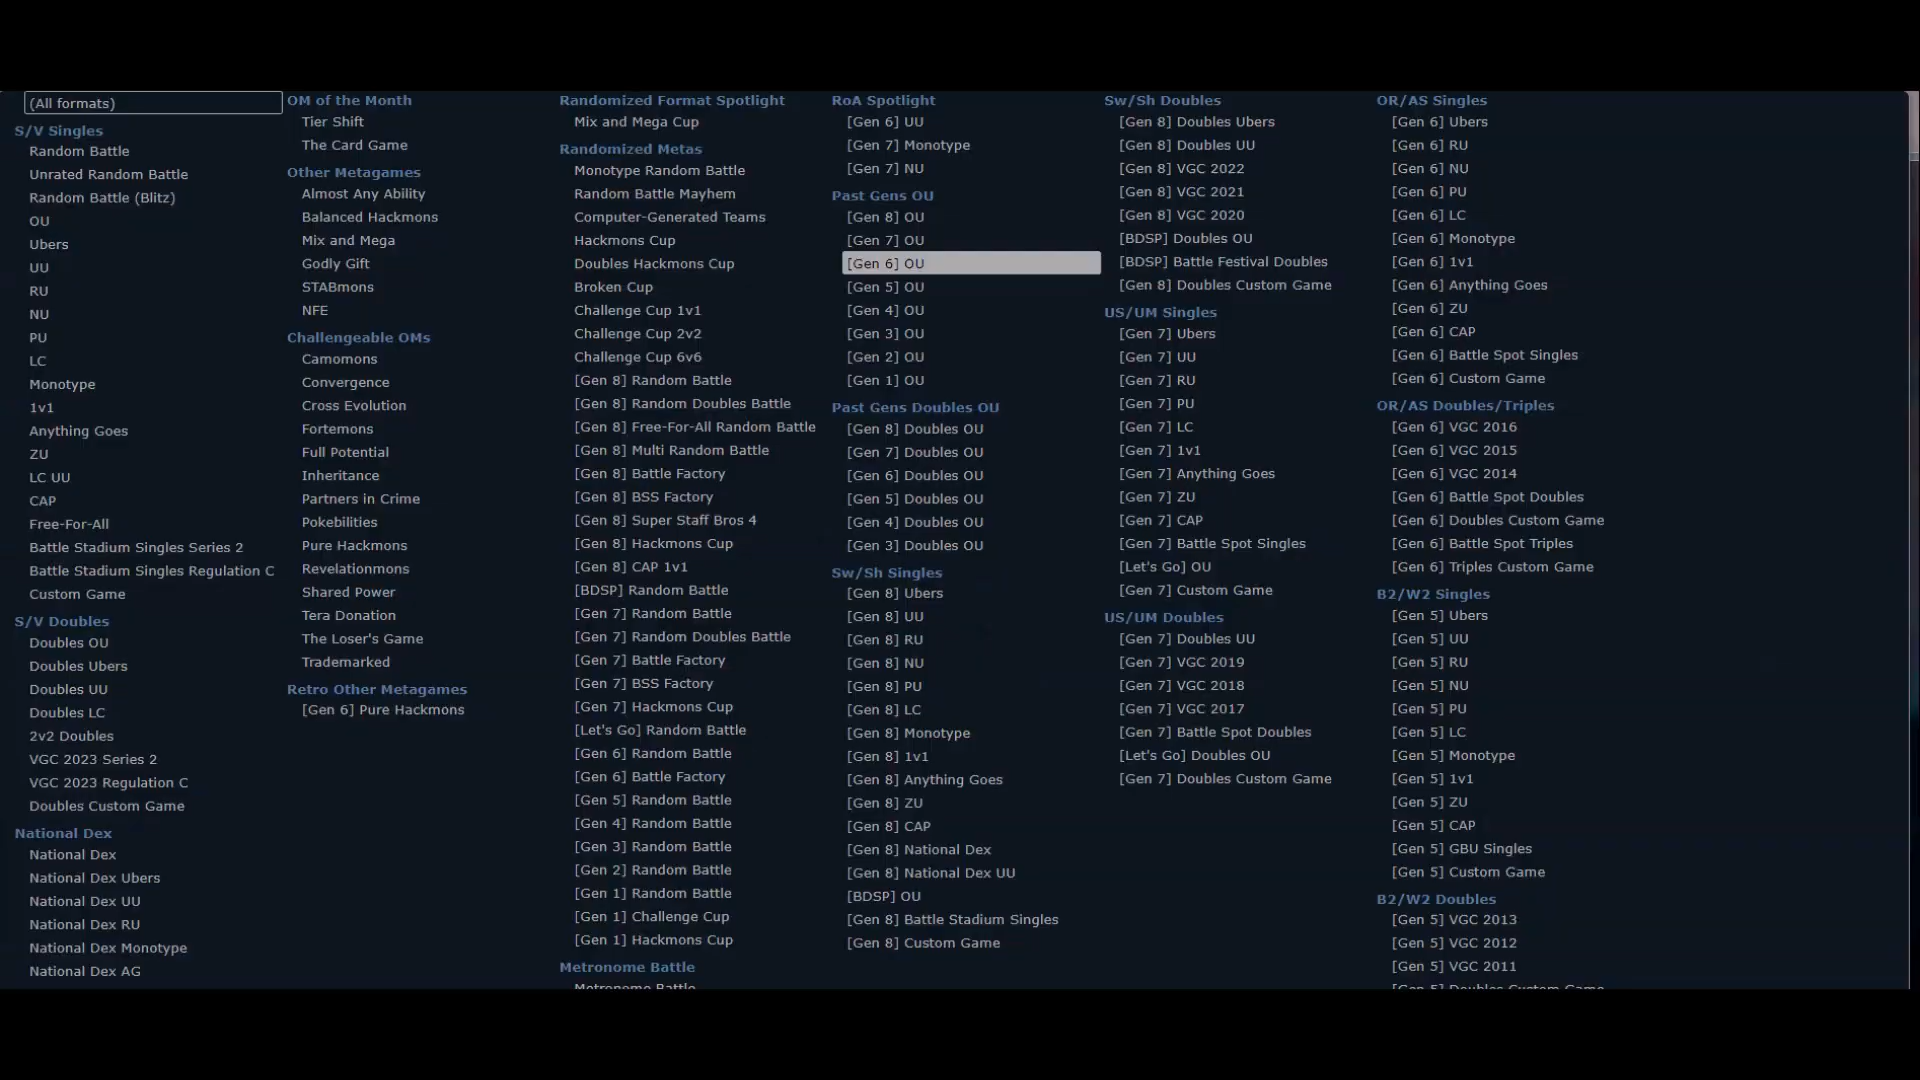 (All formats)
S/V Singles
Random Battle
Unrated Random Battle
Random Battle (Blitz)
OU
Ubers
UU
RU
NU
PU
LC
Monotype
1v1
Anything Goes
ZU
LC UU
CAP
Free-For-All
Battle Stadium Singles Series 2
Battle Stadium Singles Regulation C
Custom Game
S/V Doubles
Doubles OU
Doubles Ubers
Doubles UU
Doubles LC
2v2 Doubles
VGC 2023 Series 2
VGC 2023 Regulation C
Doubles Custom Game
National Dex
National Dex
National Dex Ubers
National Dex UU
National Dex RU
National Dex Monotype
National Dex AG
OM of the Month
Tier Shift
The Card Game
Other Metagames
Almost Any Ability
Balanced Hackmons
Mix and Mega
Godly Gift
STABmons
NFE
Challengeable OMs
Camomons
Convergence
Cross Evolution
Fortemons
Full Potential
Inheritance
Partners in Crime
Pokebilities
Pure Hackmons
Revelationmons
Shared Power
Tera Donation
The Loser's Game
Trademarked
Retro Other Metagames
[Gen 6] Pure Hackmons
Randomized Format Spotlight
Mix and Mega Cup
Randomized Metas
Monotype Random Battle
Random Battle Mayhem
Computer-Generated Teams
Hackmons Cup
Doubles Hackmons Cup
Broken Cup
Challenge Cup 1v1
Challenge Cup 2v2
Challenge Cup 6v6
[Gen 8] Random Battle
[Gen 8] Random Doubles Battle
[Gen 8] Free-For-All Random Battle
[Gen 8] Multi Random Battle
[Gen 8] Battle Factory
[Gen 8] BSS Factory
[Gen 8] Super Staff Bros 4
[Gen 8] Hackmons Cup
[Gen 8] CAP 1v1
[BDSP] Random Battle
[Gen 7] Random Battle
[Gen 7] Random Doubles Battle
[Gen 7] Battle Factory
[Gen 7] BSS Factory
[Gen 7] Hackmons Cup
[Let's Go] Random Battle
[Gen 6] Random Battle
[Gen 6] Battle Factory
[Gen 5] Random Battle
[Gen 4] Random Battle
[Gen 3] Random Battle
[Gen 2] Random Battle
[Gen 1] Random Battle
[Gen 1] Challenge Cup
[Gen 1] Hackmons Cup
Metronome Battle
Metronome Battle
RoA Spotlight
[Gen 6] UU
[Gen 7] Monotype
[Gen 7] NU
Past Gens OU
[Gen 8] OU
[Gen 7] OU
[Gen 6] OU
[Gen 5] OU
[Gen 4] OU
[Gen 3] OU
[Gen 2] OU
[Gen 1] OU
Past Gens Doubles OU
[Gen 8] Doubles OU
[Gen 7] Doubles OU
[Gen 6] Doubles OU
[Gen 5] Doubles OU
[Gen 4] Doubles OU
[Gen 3] Doubles OU
Sw/Sh Singles
[Gen 8] Ubers
[Gen 8] UU
[Gen 8] RU
[Gen 8] NU
[Gen 8] PU
[Gen 8] LC
[Gen 8] Monotype
[Gen 8] 1v1
[Gen 8] Anything Goes
[Gen 8] ZU
[Gen 8] CAP
[Gen 8] National Dex
[Gen 8] National Dex UU
[BDSP] OU
[Gen 8] Battle Stadium Singles
[Gen 8] Custom Game
Sw/Sh Doubles
[Gen 8] Doubles Ubers
[Gen 8] Doubles UU
[Gen 8] VGC 2022
[Gen 8] VGC 2021
[Gen 8] VGC 2020
[BDSP] Doubles OU
[BDSP] Battle Festival Doubles
[Gen 8] Doubles Custom Game
US/UM Singles
[Gen 7] Ubers
[Gen 7] UU
[Gen 7] RU
[Gen 7] PU
[Gen 7] LC
[Gen 7] 1v1
[Gen 7] Anything Goes
[Gen 7] ZU
[Gen 7] CAP
[Gen 7] Battle Spot Singles
[Let's Go] OU
[Gen 7] Custom Game
US/UM Doubles
[Gen 7] Doubles UU
[Gen 7] VGC 2019
[Gen 7] VGC 2018
[Gen 7] VGC 2017
[Gen 7] Battle Spot Doubles
[Let's Go] Doubles OU
[Gen 7] Doubles Custom Game
OR/AS Singles
[Gen 6] Ubers
[Gen 6] RU
[Gen 6] NU
[Gen 6] PU
[Gen 6] LC
[Gen 6] Monotype
[Gen 6] 1v1
[Gen 6] Anything Goes
[Gen 6] ZU
[Gen 6] CAP
[Gen 6] Battle Spot Singles
[Gen 6] Custom Game
OR/AS Doubles/Triples
[Gen 6] VGC 2016
[Gen 6] VGC 2015
[Gen 6] VGC 2014
[Gen 6] Battle Spot Doubles
[Gen 6] Doubles Custom Game
[Gen 6] Battle Spot Triples
[Gen 6] Triples Custom Game
B2/W2 Singles
[Gen 5] Ubers
[Gen 5] UU
[Gen 5] RU
[Gen 5] NU
[Gen 5] PU
[Gen 5] LC
[Gen 5] Monotype
[Gen 5] 1v1
[Gen 5] ZU
[Gen 5] CAP
[Gen 5] GBU Singles
[Gen 5] Custom Game
B2/W2 Doubles
[Gen 5] VGC 2013
[Gen 5] VGC 2012
[Gen 5] VGC 2011
[Gen 5] Doubles Custom Game